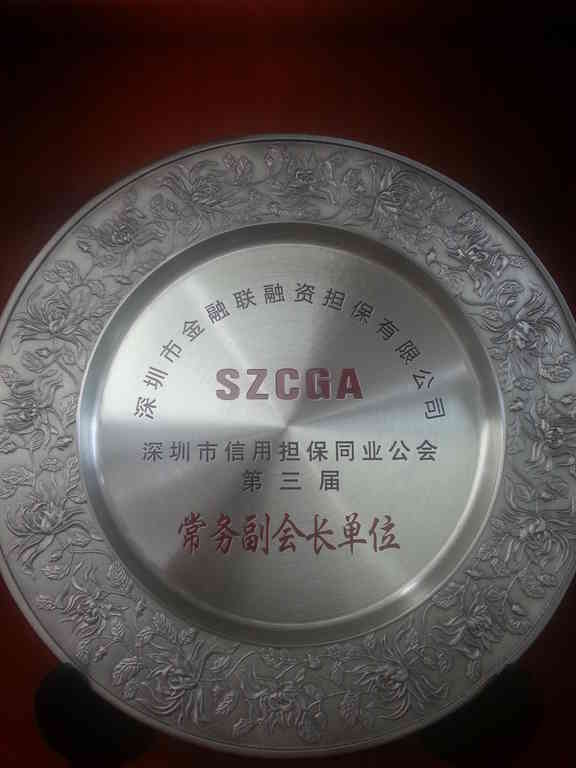 深圳市金融联融资担保有限公司
SZCGA
深圳市信用担保同业公会
第三届
常务副会长单位